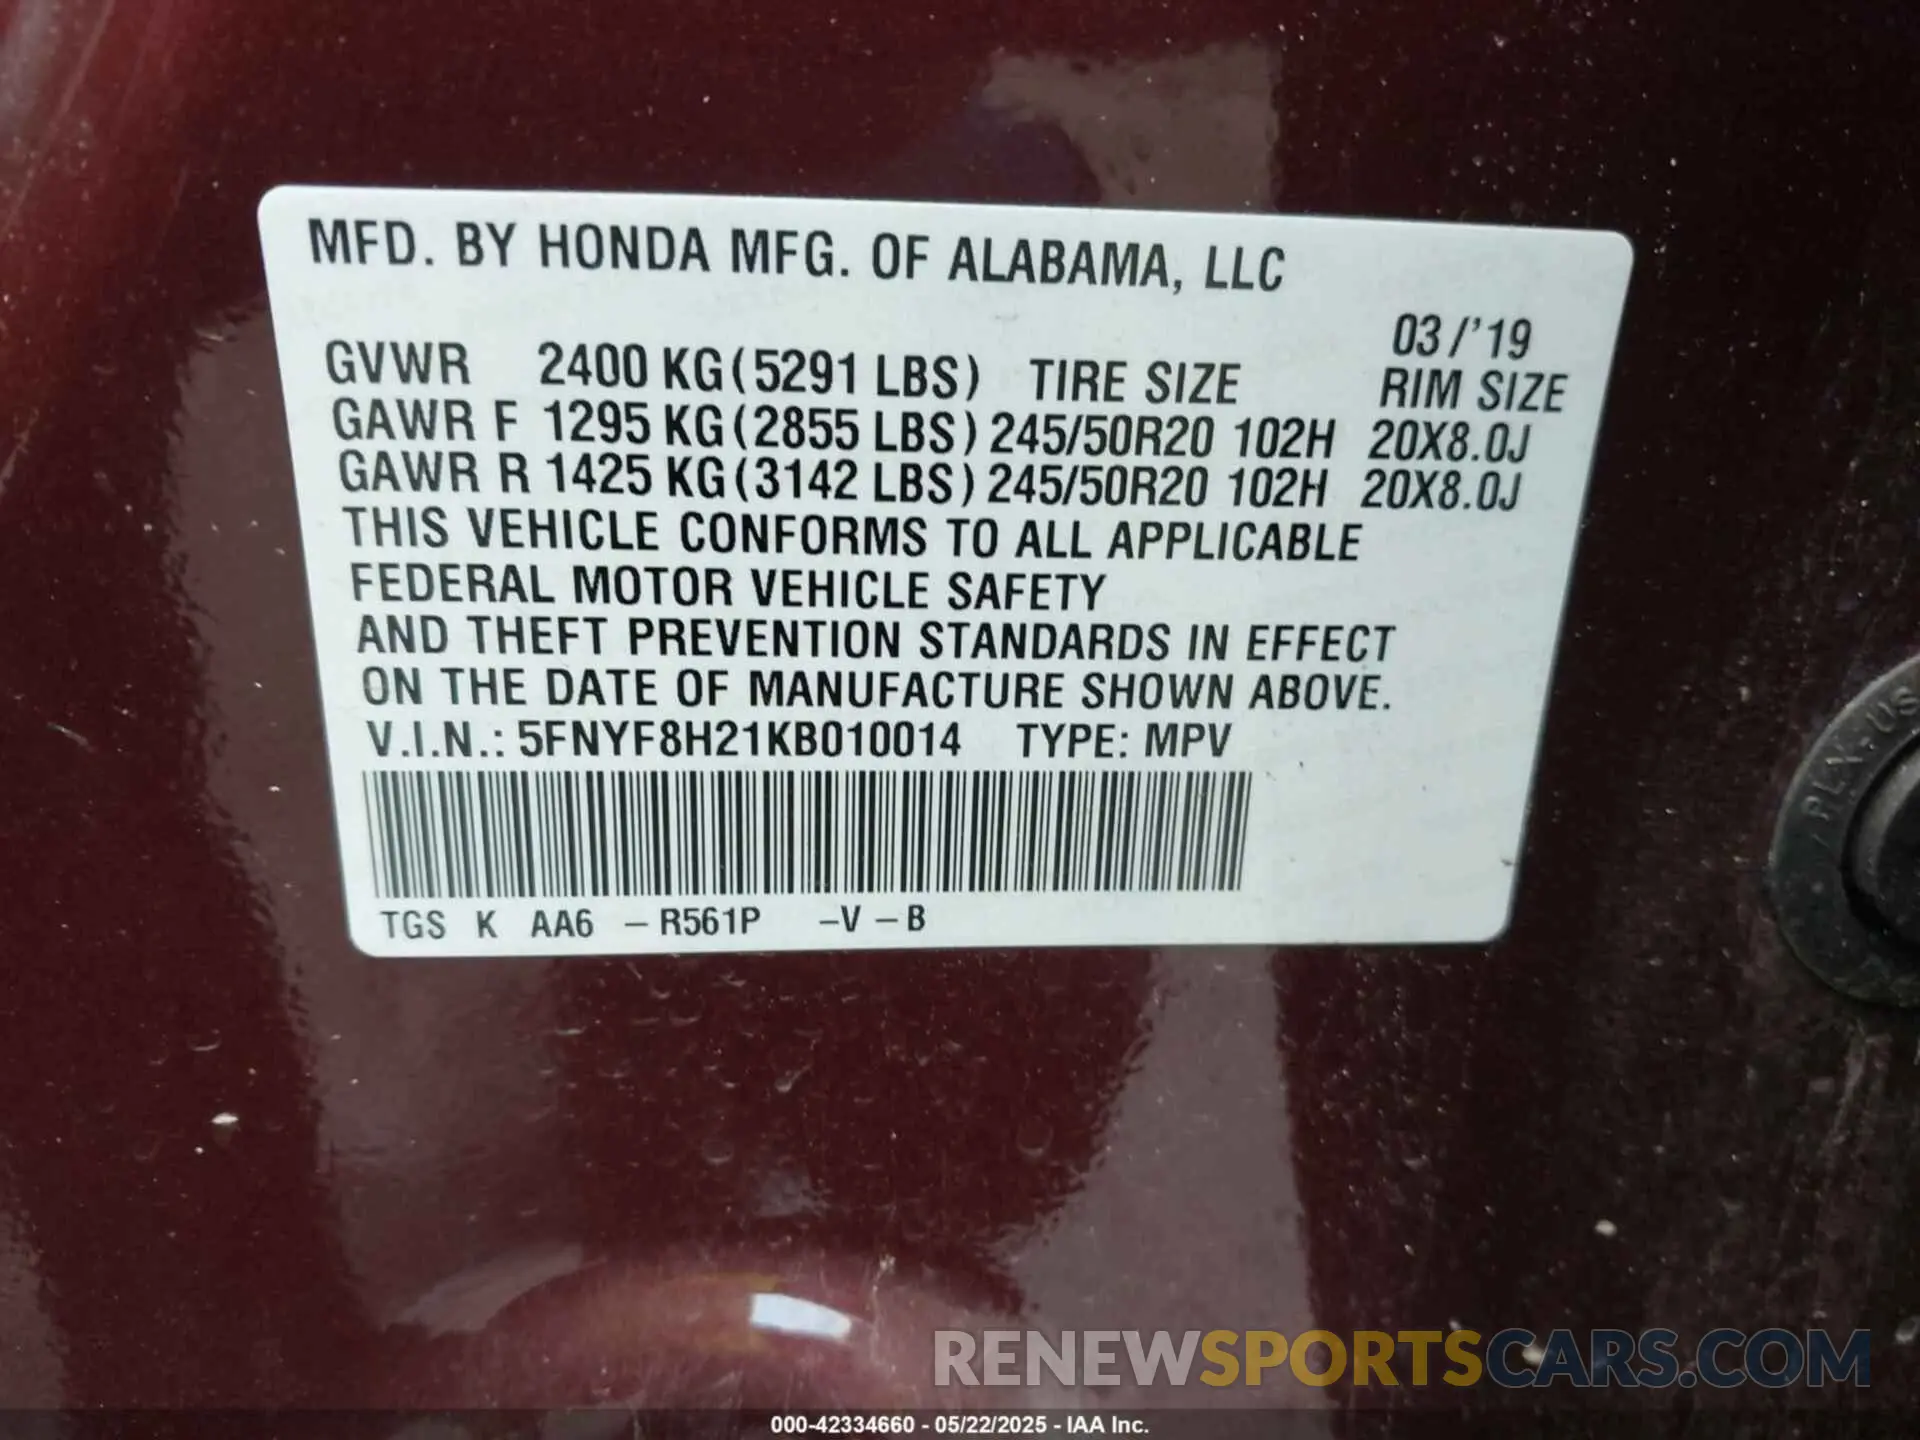 MFD. BY HONDA MFG. OF ALABAMA, LLC
03/'19
GVWR 2400 KG (5291 LBS) TIRE SIZE RIM SIZE
GAWR F 1295 KG (2855 LBS) 245/50R20 102H 20X8.0J
GAWR R 1425 KG (3142 LBS) 245/50R20 102H 20X8.0J
THIS VEHICLE CONFORMS TO ALL APPLICABLE
FEDERAL MOTOR VEHICLE SAFETY
AND THEFT PREVENTION STANDARDS IN EFFECT
ON THE DATE OF MANUFACTURE SHOWN ABOVE.
V.I.N.: 5FNYF8H21KB010014 TYPE: MPV
TGS K AA6 – R561P –V – B
RENEWSPORTSCARS.COM
000-42334660 - 05/22/2025 - IAA Inc.